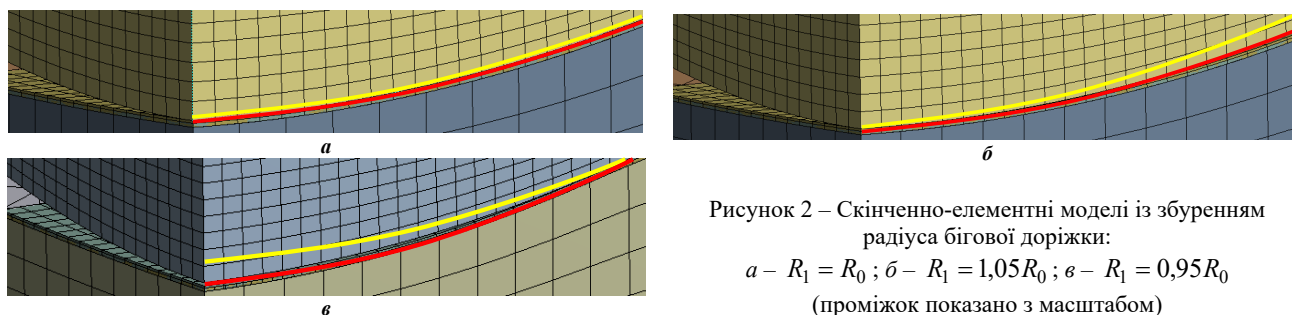 а
б
в
Рисунок 2 – Скінченно-елементні моделі із збуренням
радіуса бігової доріжки:
а – R₁ = R₀ ; б – R₁ = 1,05R₀ ; в – R₁ = 0,95R₀
(проміжок показано з масштабом)